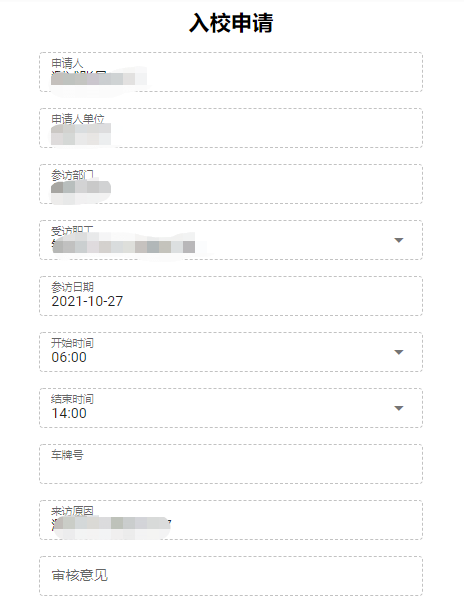 入校申请
申请人
申请人单位
参访部门
受访职工
参访日期
2021-10-27
开始时间
06:00
结束时间
14:00
车牌号
来访原因
审核意见